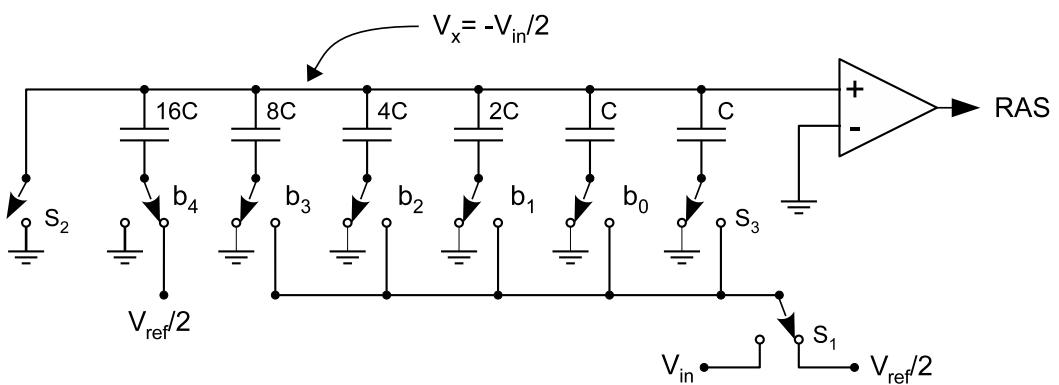 Vx= -Vin/2
16C 8C 4C 2C C C
+
-
RAS
S2 b4 b3 b2 b1 b0 S3
Vref/2
S1
Vin Vref/2